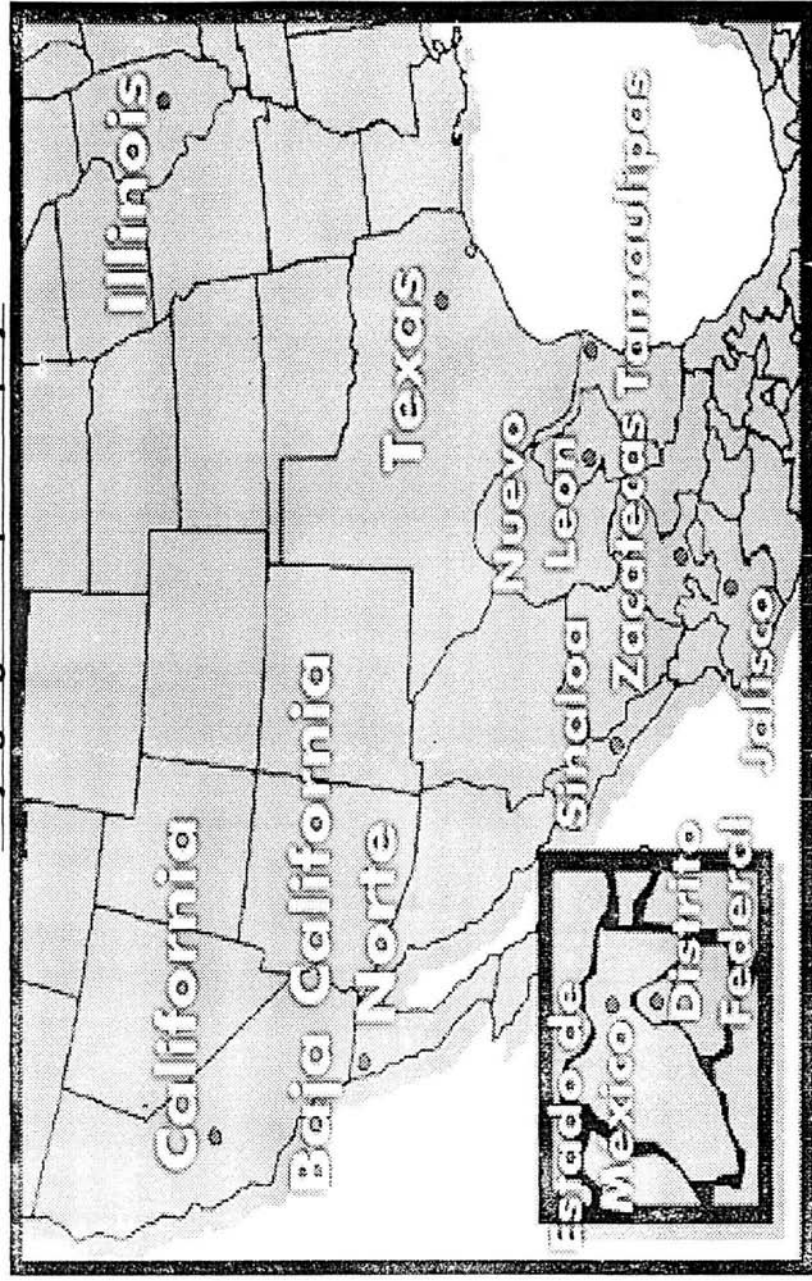 Illinois
California
Texas
Baja California
Norte
Nuevo
Leon
Sinaloa
Zacatecas
Tamaulipas
Jalisco
Estado de
Mexico
Distrito
Federal